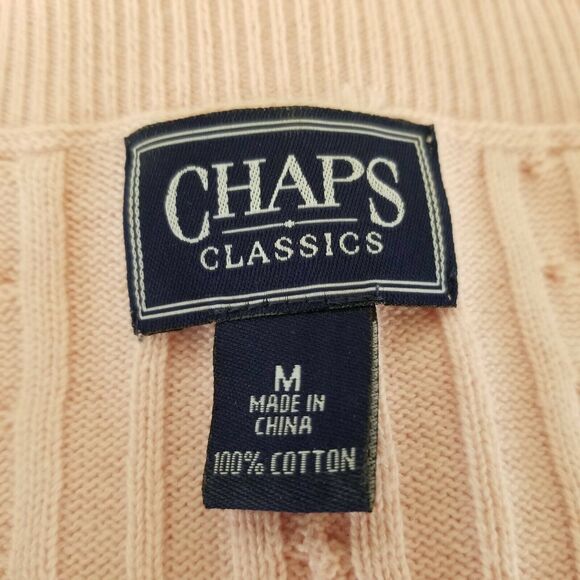 CHAPS
CLASSICS
M
MADE IN
CHINA
100% COTTON